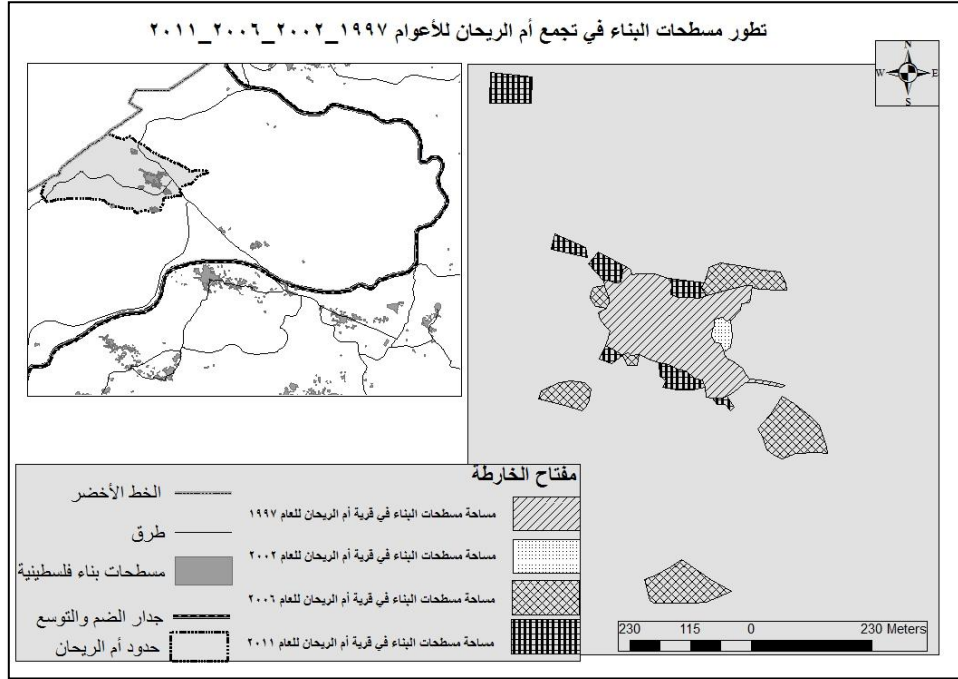 تطور مسطحات البناء في تجمع أم الريحان للأعوام ١٩٩٧_٢٠٠٢_٢٠٠٦_٢٠١١
N
W E
S
مفتاح الخارطة
مساحة مسطحات البناء في قرية أم الريحان للعام ١٩٩٧
مساحة مسطحات البناء في قرية أم الريحان للعام ٢٠٠٢
مساحة مسطحات البناء في قرية أم الريحان للعام ٢٠٠٦
مساحة مسطحات البناء في قرية أم الريحان للعام ٢٠١١
الخط الأخضر
طرق
مسطحات بناء فلسطينية
جدار الضم والتوسع
حدود أم الريحان
230 115 0 230 Meters